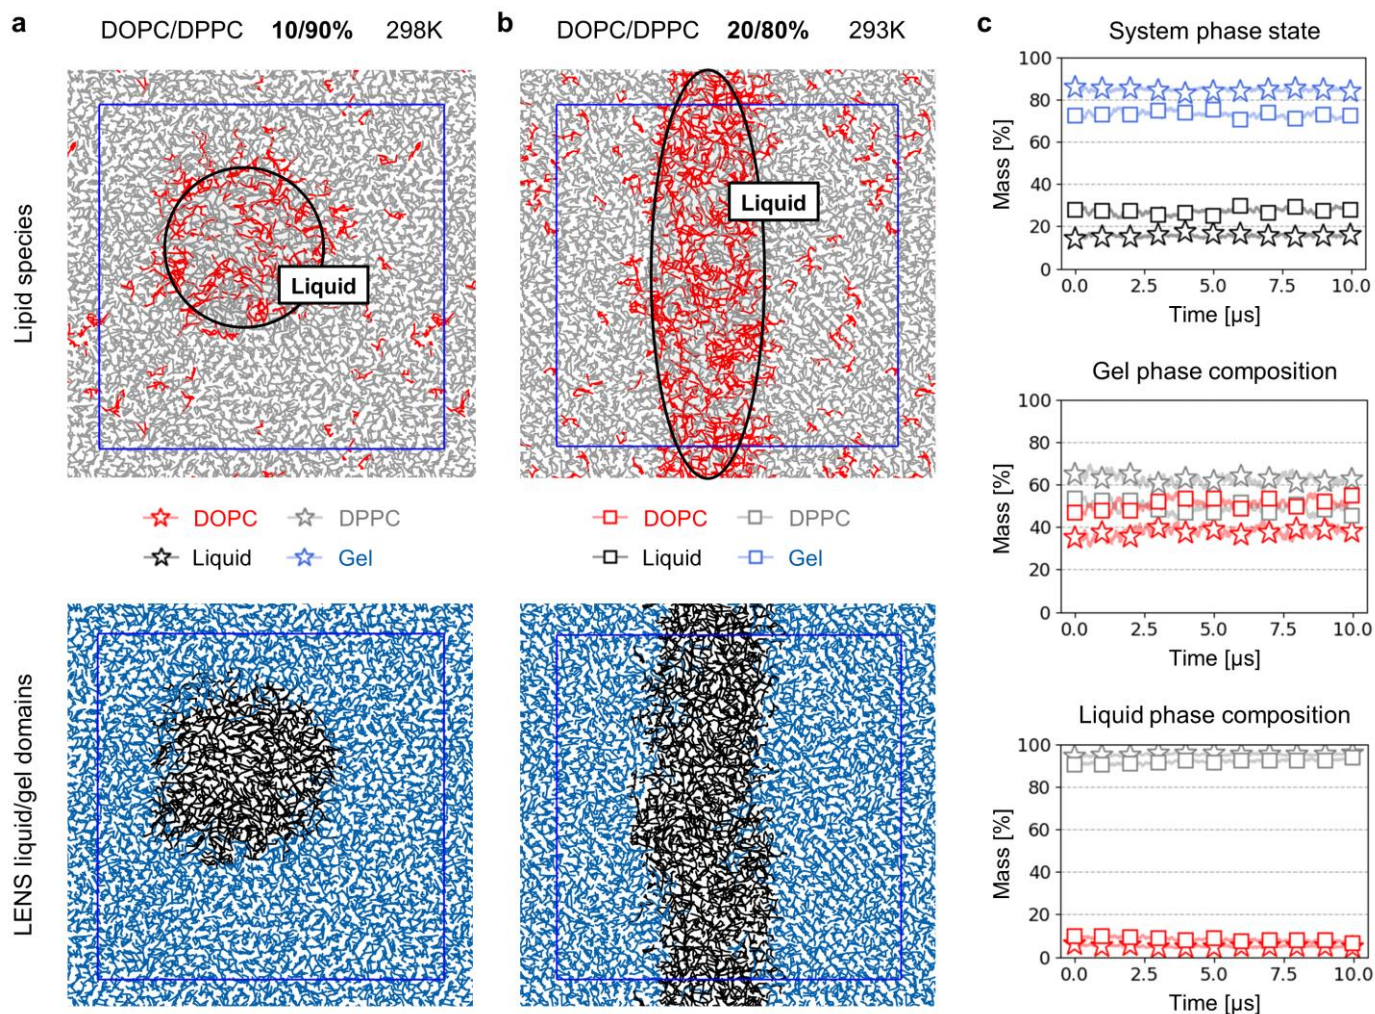 a
DOPC/DPPC 10/90% 298K
Lipid species
Liquid
DOPC DPPC
Liquid Gel
LENS liquid/gel domains
b
DOPC/DPPC 20/80% 293K
Liquid
DOPC DPPC
Liquid Gel
c
System phase state
Mass [%]
100
80
60
40
20
0
0.0 2.5 5.0 7.5 10.0
Time [µs]
Gel phase composition
Mass [%]
100
80
60
40
20
0
0.0 2.5 5.0 7.5 10.0
Time [µs]
Liquid phase composition
Mass [%]
100
80
60
40
20
0
0.0 2.5 5.0 7.5 10.0
Time [µs]